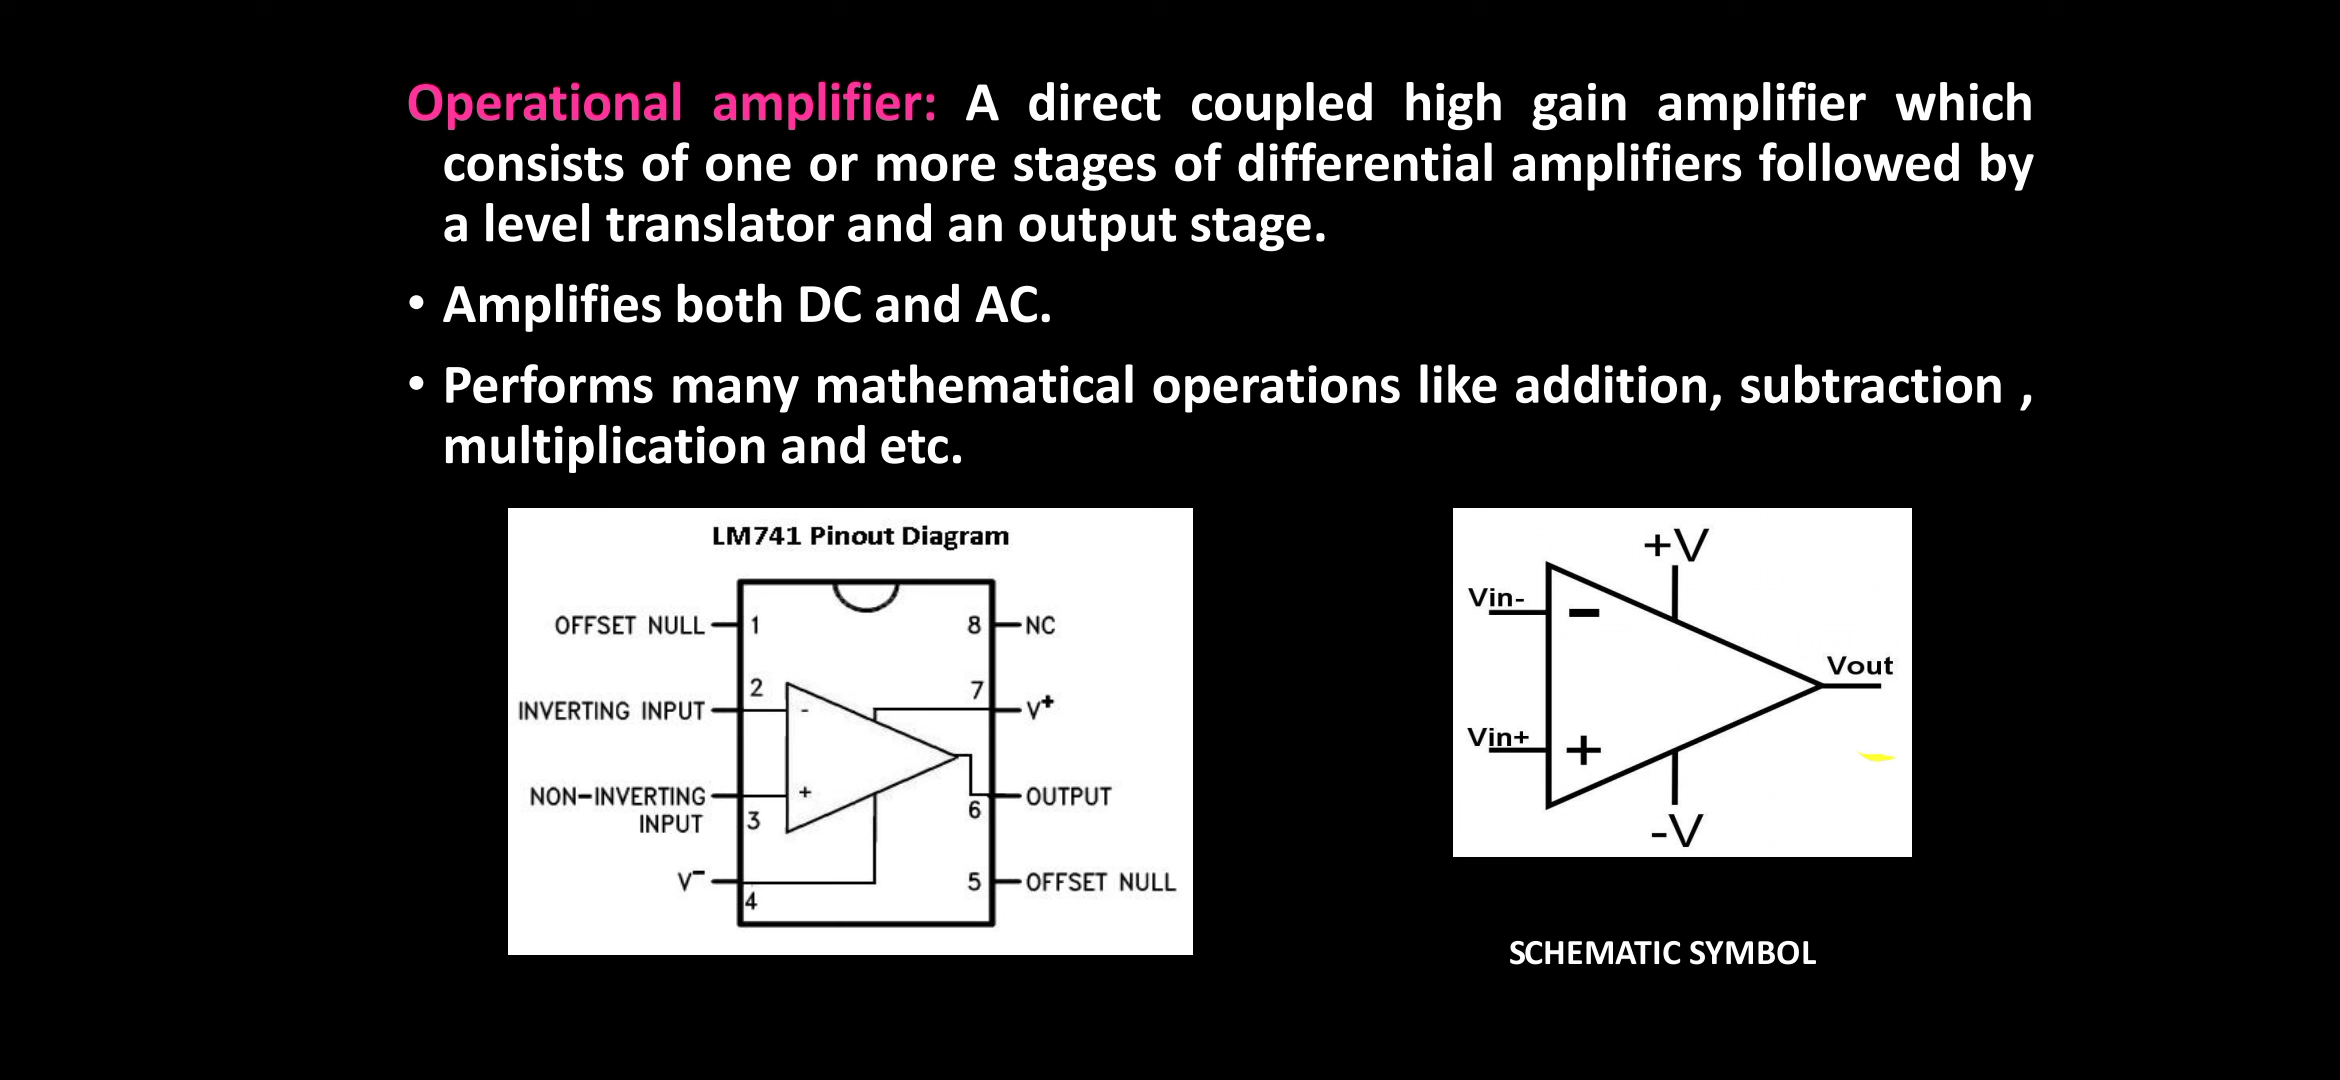 Operational amplifier: A direct coupled high gain amplifier which
consists of one or more stages of differential amplifiers followed by
a level translator and an output stage.
• Amplifies both DC and AC.
• Performs many mathematical operations like addition, subtraction ,
multiplication and etc.
LM741 Pinout Diagram
OFFSET NULL 1 8 NC
INVERTING INPUT 2 - 7 V+
NON-INVERTING + 6 OUTPUT
INPUT 3
V− 4 5 OFFSET NULL
+V
Vin- −
Vout
Vin+ +
-V
SCHEMATIC SYMBOL